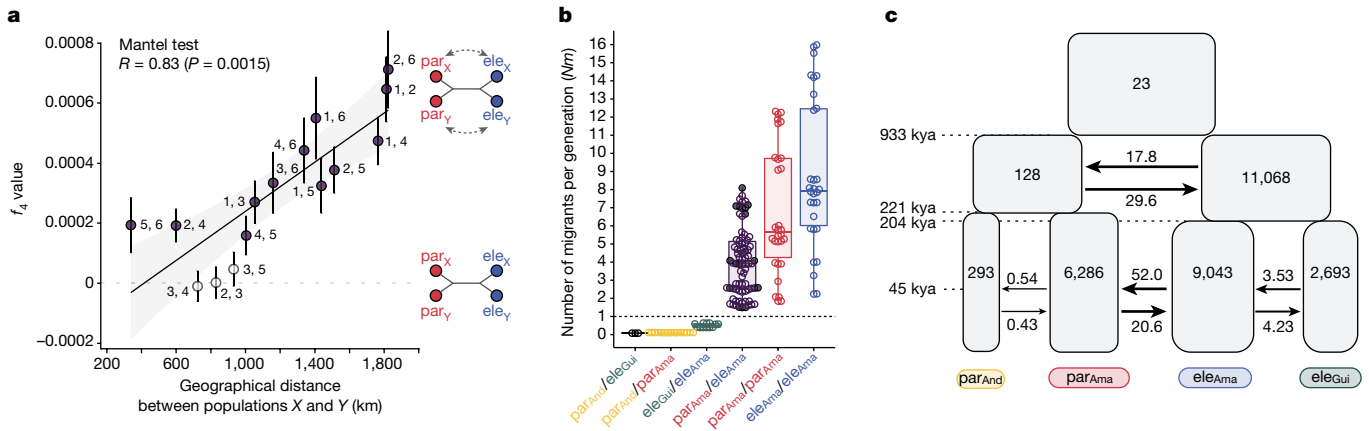 a
Mantel test
R = 0.83 (P = 0.0015)
0.0008
0.0006
0.0004
0.0002
0
–0.0002
f4 value
200
600
1,000
1,400
1,800
Geographical distance
between populations X and Y (km)
5, 6
2, 4
3, 4
2, 3
3, 5
4, 5
1, 3
3, 6
4, 6
1, 6
1, 5
2, 5
1, 4
1, 2
2, 6
parX
eleX
parY
eleY
parX
eleX
parY
eleY
b
Number of migrants per generation (Nm)
16
15
14
13
12
11
10
9
8
7
6
5
4
3
2
1
0
parAnd/eleGui
parAnd/parAma
eleGui/eleAma
parAma/eleAma
parAma/parAma
eleAma/eleAma
c
23
933 kya
17.8
128
11,068
29.6
221 kya
204 kya
293
0.54
6,286
52.0
9,043
3.53
2,693
45 kya
0.43
20.6
4.23
parAnd
parAma
eleAma
eleGui